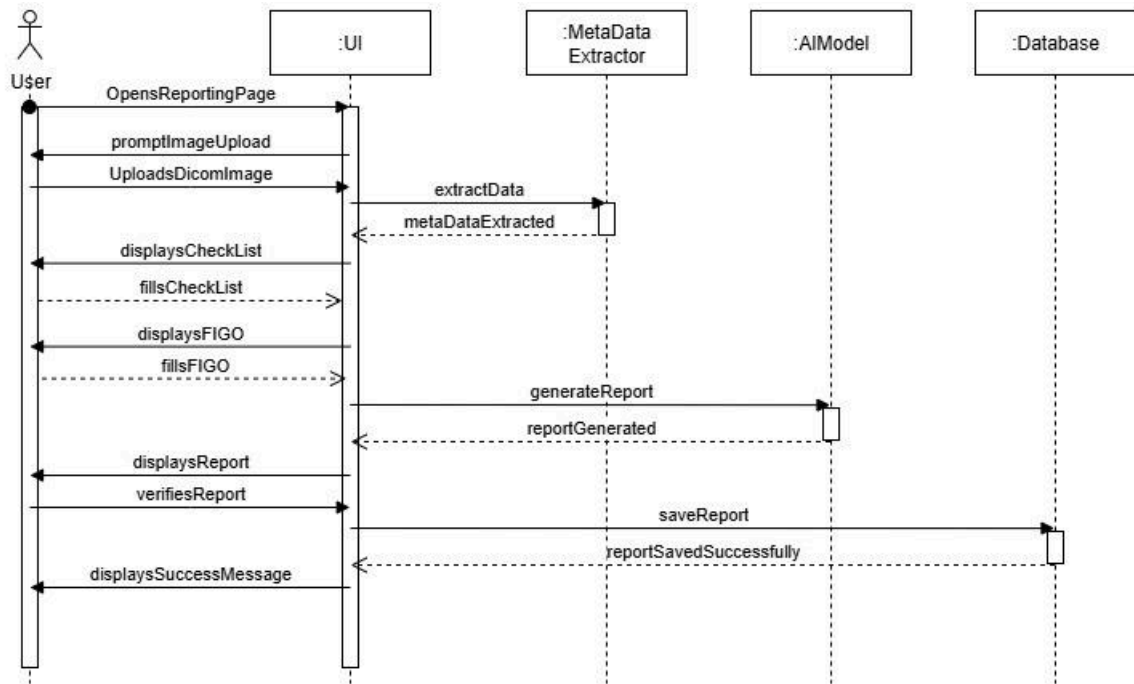 :UI
:MetaData
Extractor
:AIModel
:Database
User
OpensReportingPage
promptImageUpload
UploadsDicomImage
extractData
metaDataExtracted
displaysCheckList
fillsCheckList
displaysFIGO
fillsFIGO
generateReport
reportGenerated
displaysReport
verifiesReport
saveReport
reportSavedSuccessfully
displaysSuccessMessage